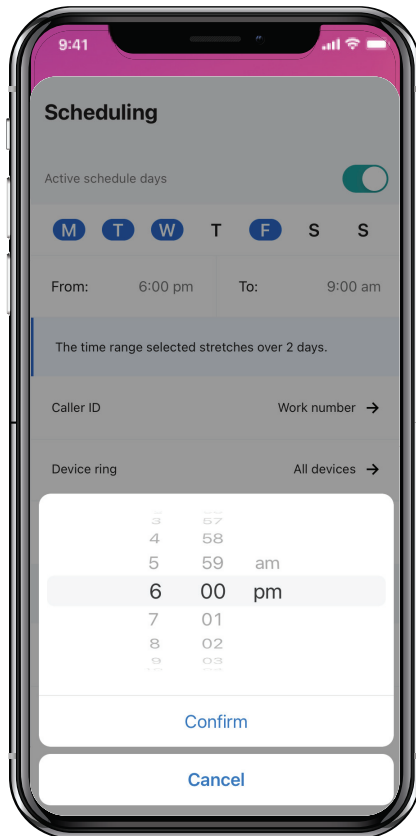 9:41
Scheduling
Active schedule days
M T W T F S S
From: 6:00 pm To: 9:00 am
The time range selected stretches over 2 days.
Caller ID Work number →
Device ring All devices →
3 57
4 58
5 59 am
6 00 pm
7 01
8 02
9 03
Confirm
Cancel